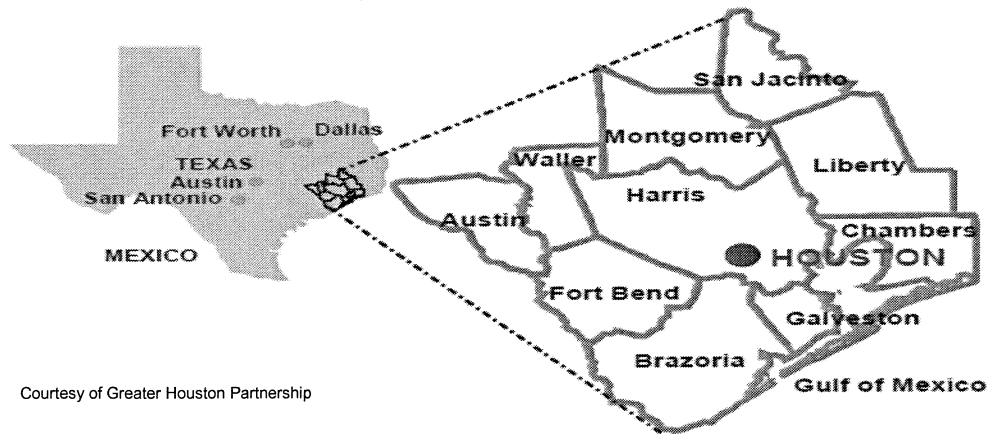 San Jacinto
Fort Worth
Dallas
Montgomery
TEXAS
Waller
Liberty
Austin
Harris
San Antonio
Austin
Chambers
MEXICO
HOUSTON
Fort Bend
Galveston
Brazoria
Gulf of Mexico
Courtesy of Greater Houston Partnership